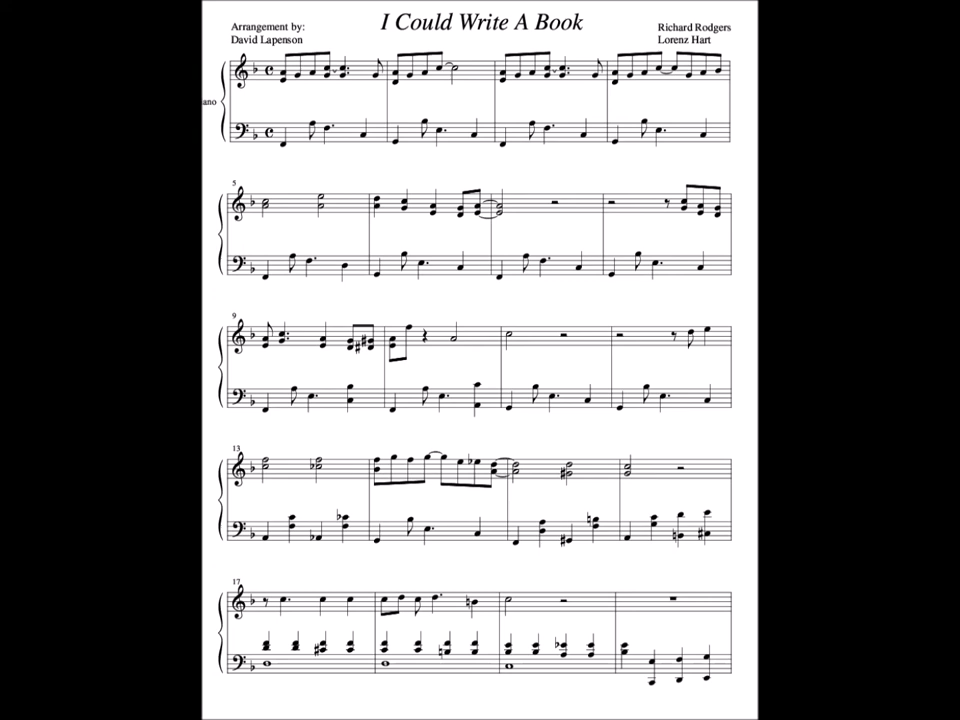 I Could Write A Book
Arrangement by:
David Lapenson
Richard Rodgers
Lorenz Hart
ano
5
9
13
17